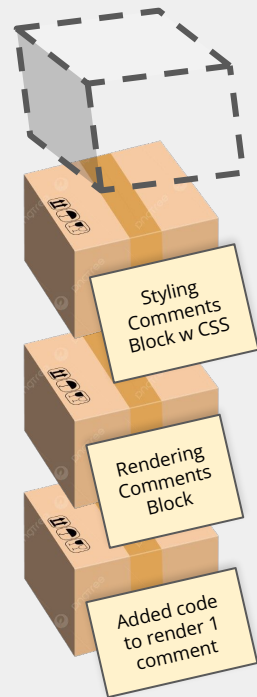 Styling
Comments
Block w CSS
Rendering
Comments
Block
Added code
to render 1
comment